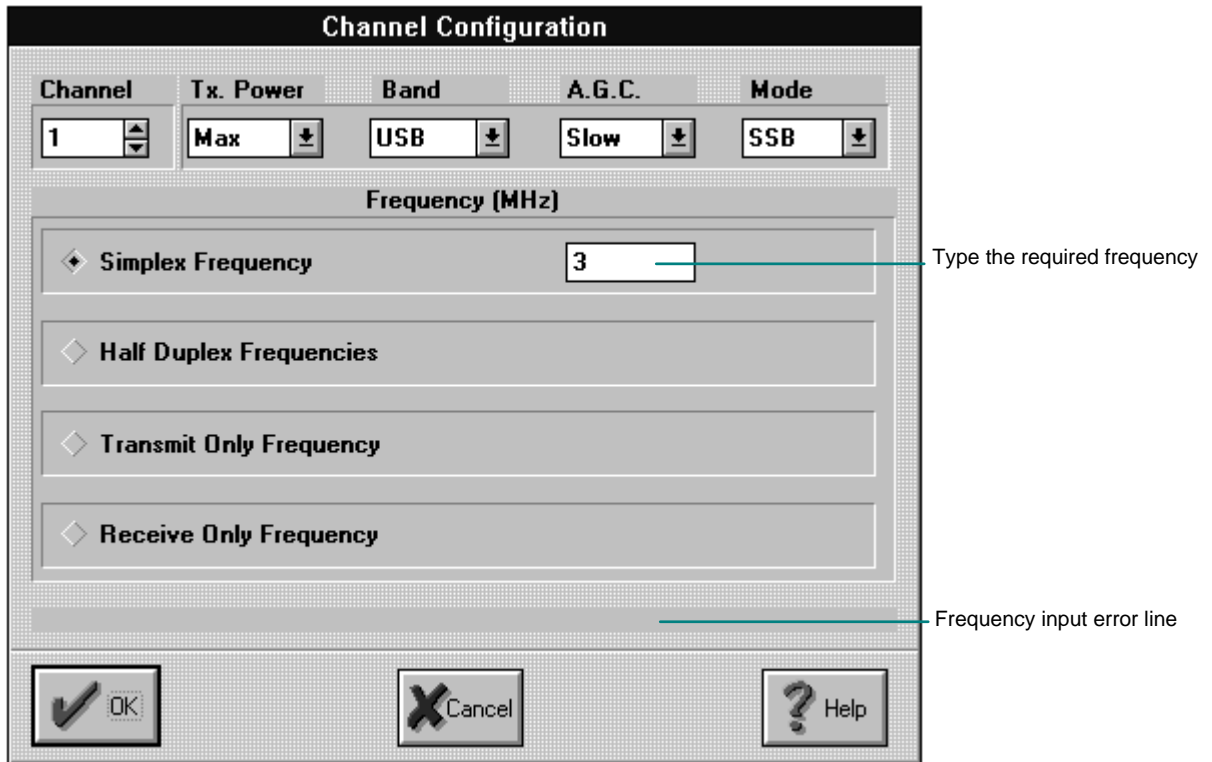 Channel Configuration
Channel Tx. Power Band A.G.C. Mode
1 Max USB Slow SSB
Frequency (MHz)
Simplex Frequency 3 Type the required frequency
Half Duplex Frequencies
Transmit Only Frequency
Receive Only Frequency
Frequency input error line
OK Cancel Help